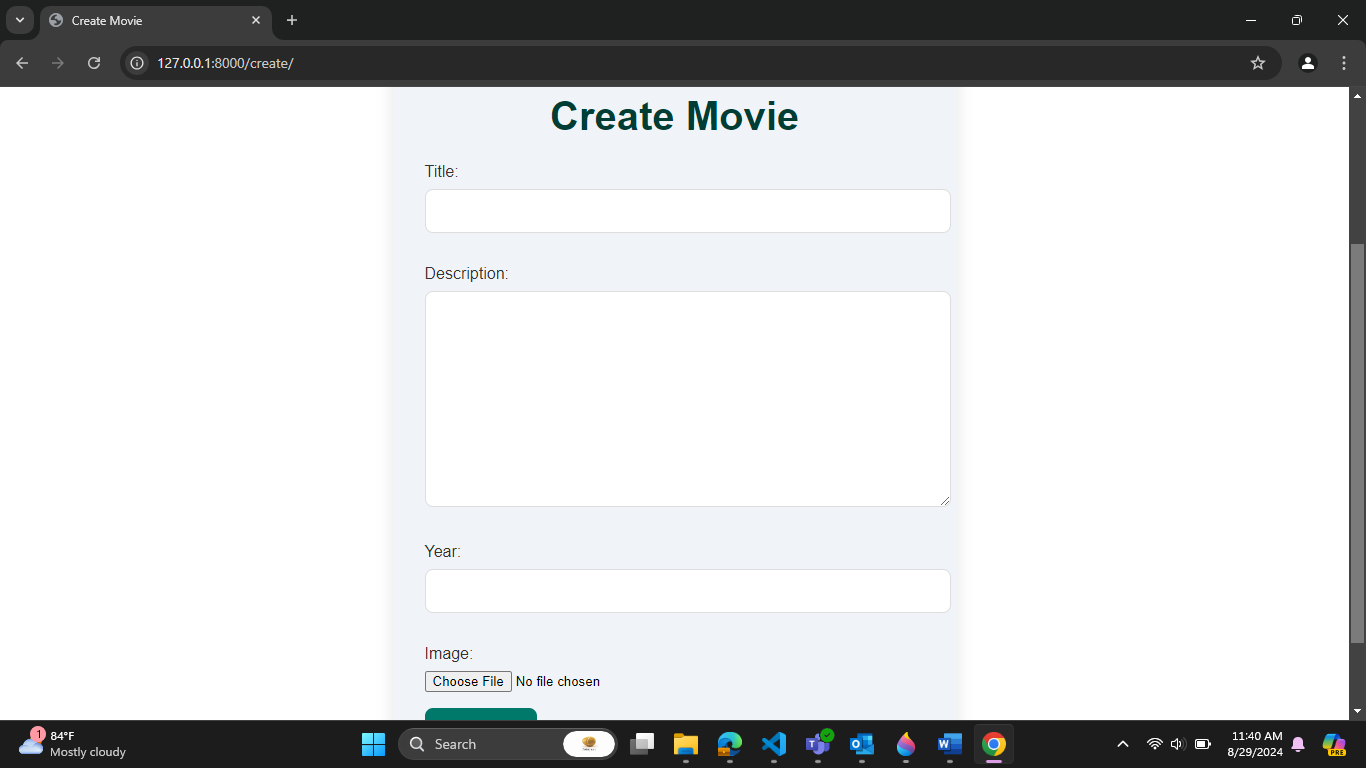 Create Movie
127.0.0.1:8000/create/
Create Movie
Title:
Description:
Year:
Image:
Choose File No file chosen
1
84°F
Mostly cloudy
Search
11:40 AM
8/29/2024
PRE